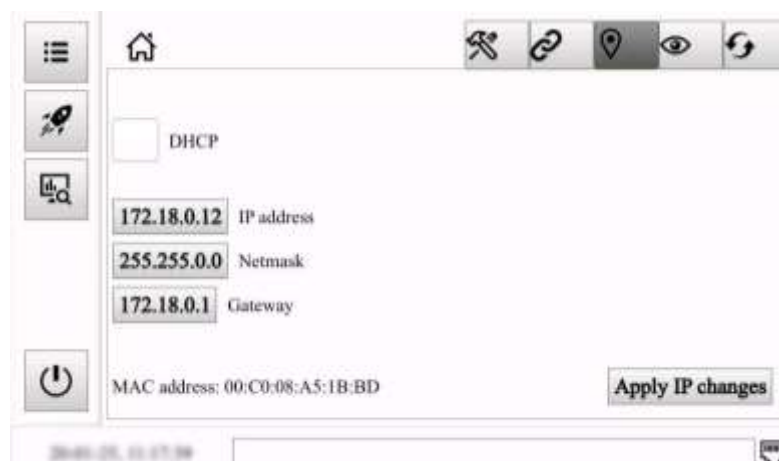 DHCP
172.18.0.12 IP address
255.255.0.0 Netmask
172.18.0.1 Gateway
MAC address: 00:C0:08:A5:1B:BD
Apply IP changes